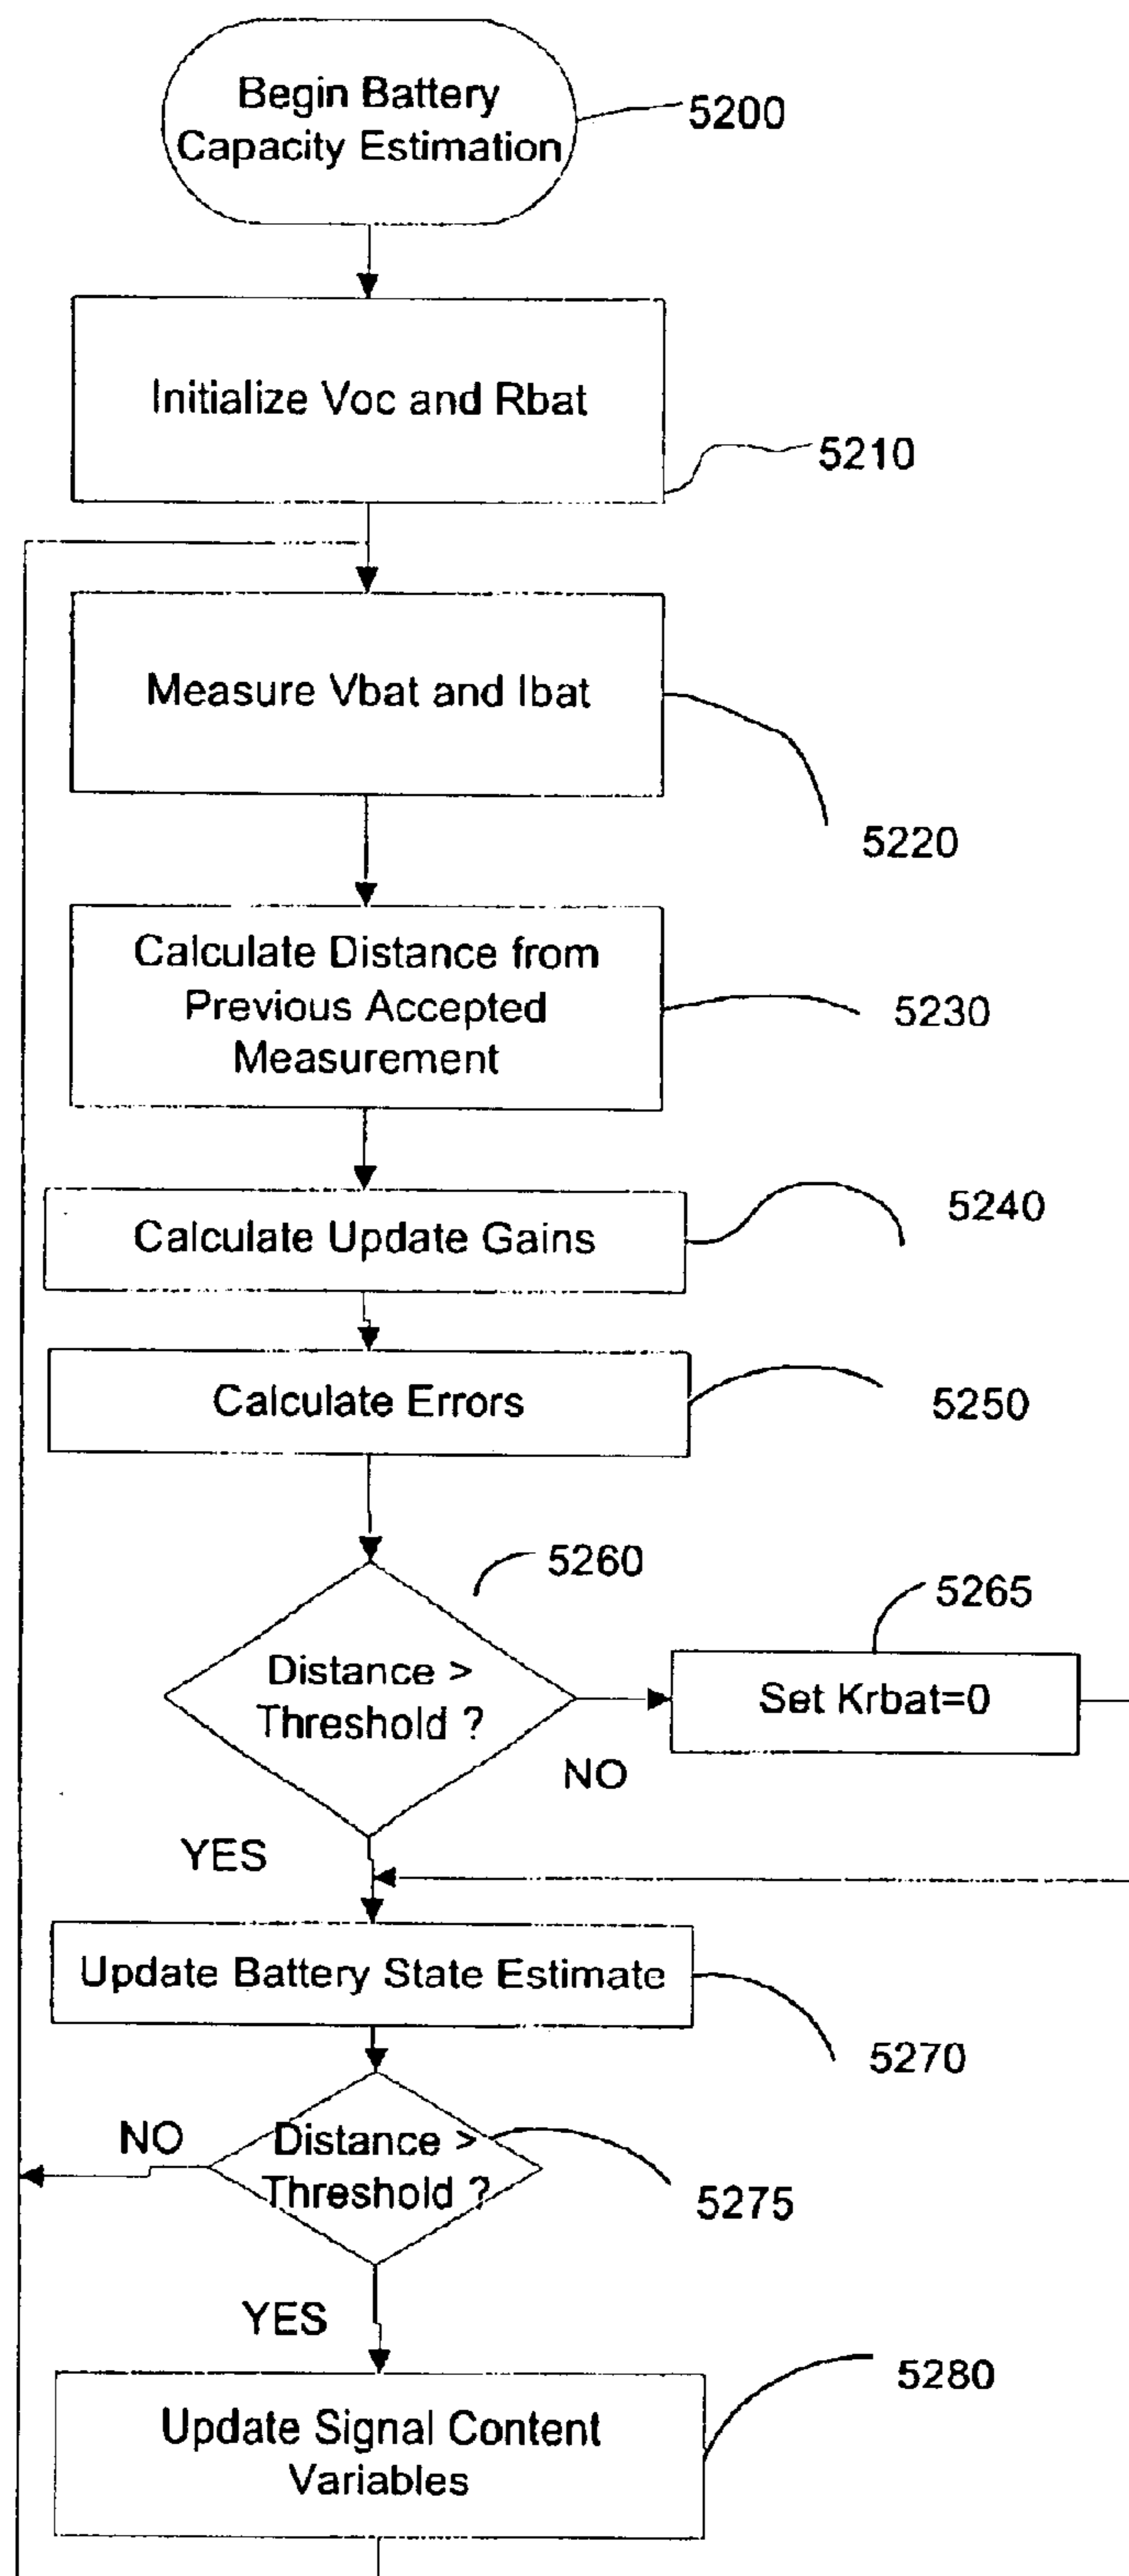 Begin Battery
Capacity Estimation
5200
Initialize Voc and Rbat
5210
Measure Vbat and Ibat
5220
Calculate Distance from
Previous Accepted
Measurement
5230
Calculate Update Gains
5240
Calculate Errors
5250
5260
Distance >
Threshold ?
5265
Set Krbat=0
NO
YES
Update Battery State Estimate
5270
NO
Distance >
Threshold ?
5275
YES
Update Signal Content
Variables
5280